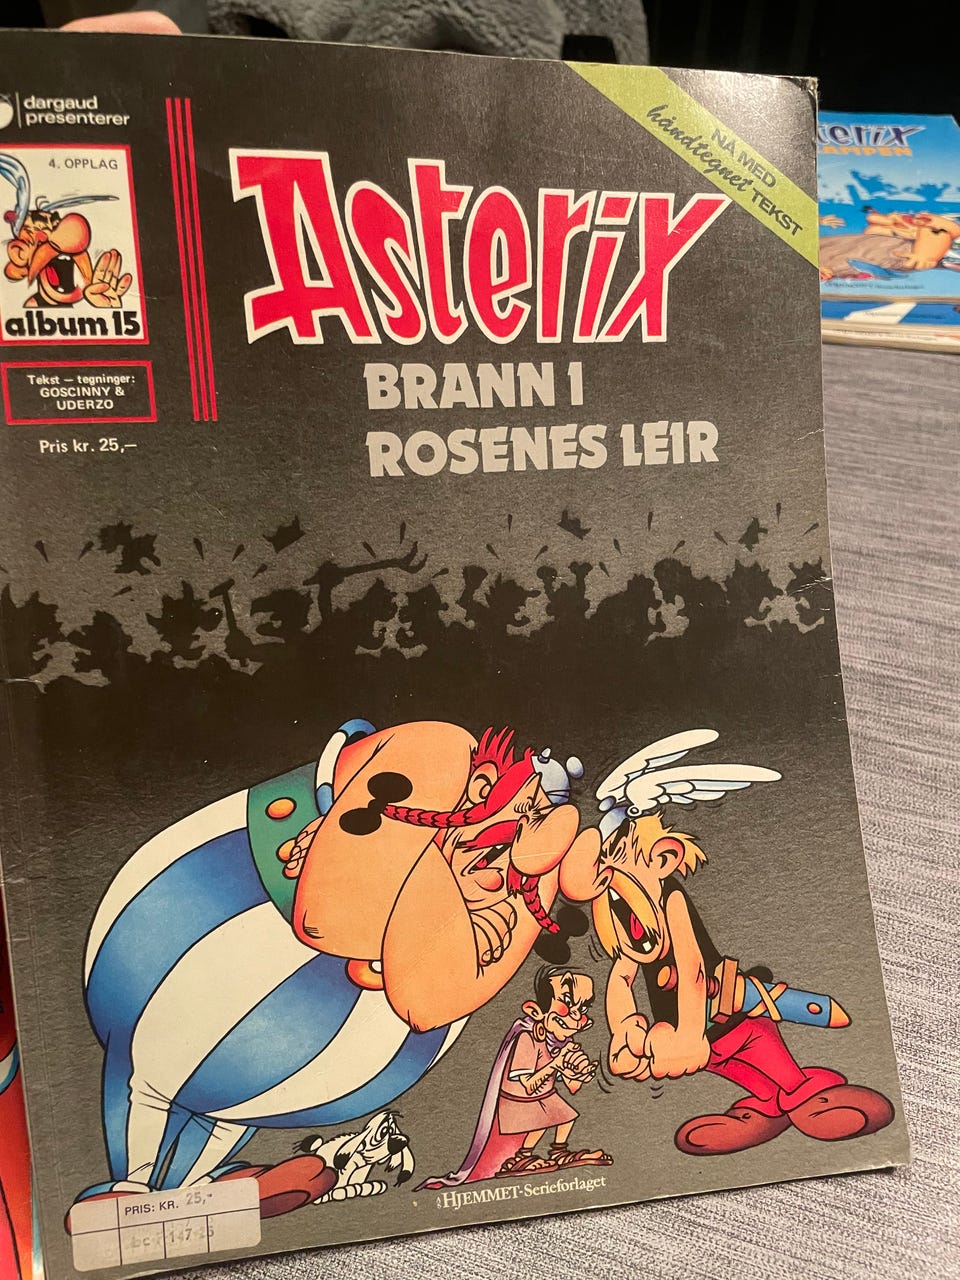 dargaud
presenterer
4. OPPLAG
album 15
Tekst – tegninger:
GOSCINNY &
UDERZO
Pris kr. 25,–
Asterix
BRANN I
ROSENES LEIR
NÅ MED
håndtegnet
TEKST
HJEMMET-Serieforlaget
PRIS: KR. 25,-
terix